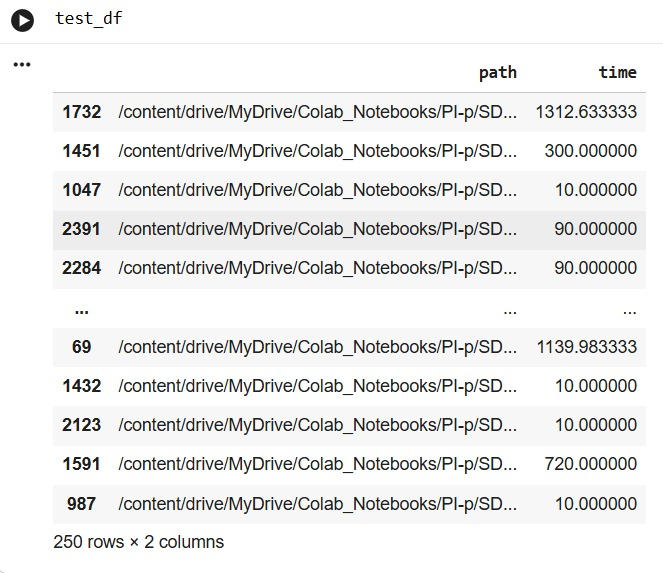 test_df
path time
1732 /content/drive/MyDrive/Colab_Notebooks/PI-p/SD... 1312.633333
1451 /content/drive/MyDrive/Colab_Notebooks/PI-p/SD... 300.000000
1047 /content/drive/MyDrive/Colab_Notebooks/PI-p/SD... 10.000000
2391 /content/drive/MyDrive/Colab_Notebooks/PI-p/SD... 90.000000
2284 /content/drive/MyDrive/Colab_Notebooks/PI-p/SD... 90.000000
... ... ...
69 /content/drive/MyDrive/Colab_Notebooks/PI-p/SD... 1139.983333
1432 /content/drive/MyDrive/Colab_Notebooks/PI-p/SD... 10.000000
2123 /content/drive/MyDrive/Colab_Notebooks/PI-p/SD... 10.000000
1591 /content/drive/MyDrive/Colab_Notebooks/PI-p/SD... 720.000000
987 /content/drive/MyDrive/Colab_Notebooks/PI-p/SD... 10.000000
250 rows × 2 columns